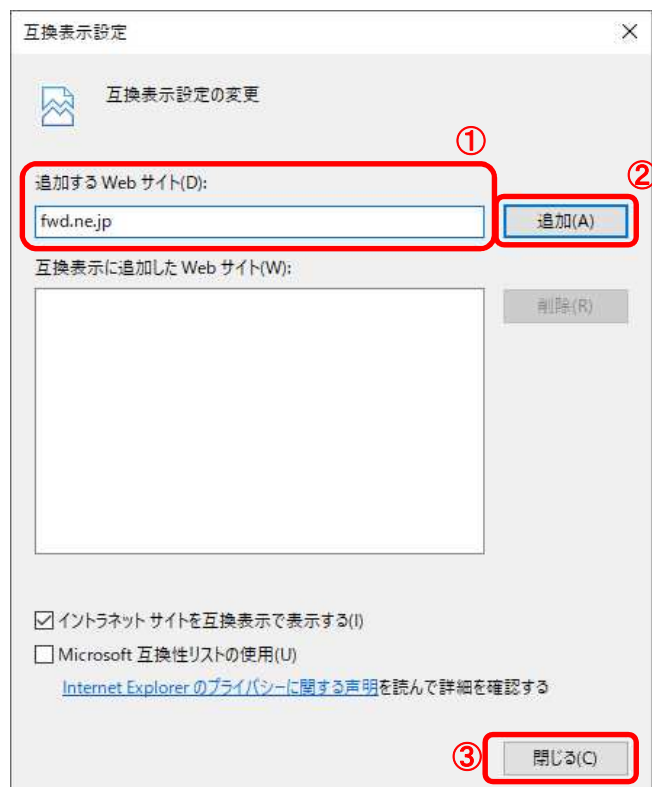 互換表示設定
互換表示設定の変更
①
追加する Web サイト(D):
②
fwd.ne.jp
追加(A)
互換表示に追加した Web サイト(W):
削除(R)
イントラネット サイトを互換表示で表示する(I)
Microsoft 互換性リストの使用(U)
Internet Explorer のプライバシーに関する声明を読んで詳細を確認する
③
閉じる(C)